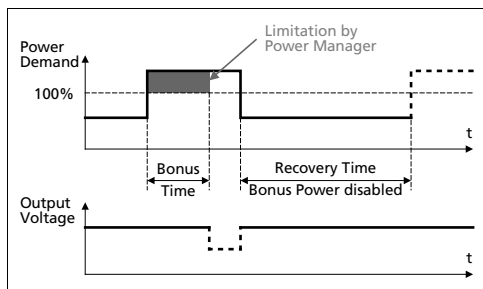 Limitation by
Power Manager
Power
Demand
100%
t
Bonus
Time
Recovery Time
Bonus Power disabled
Output
Voltage
t